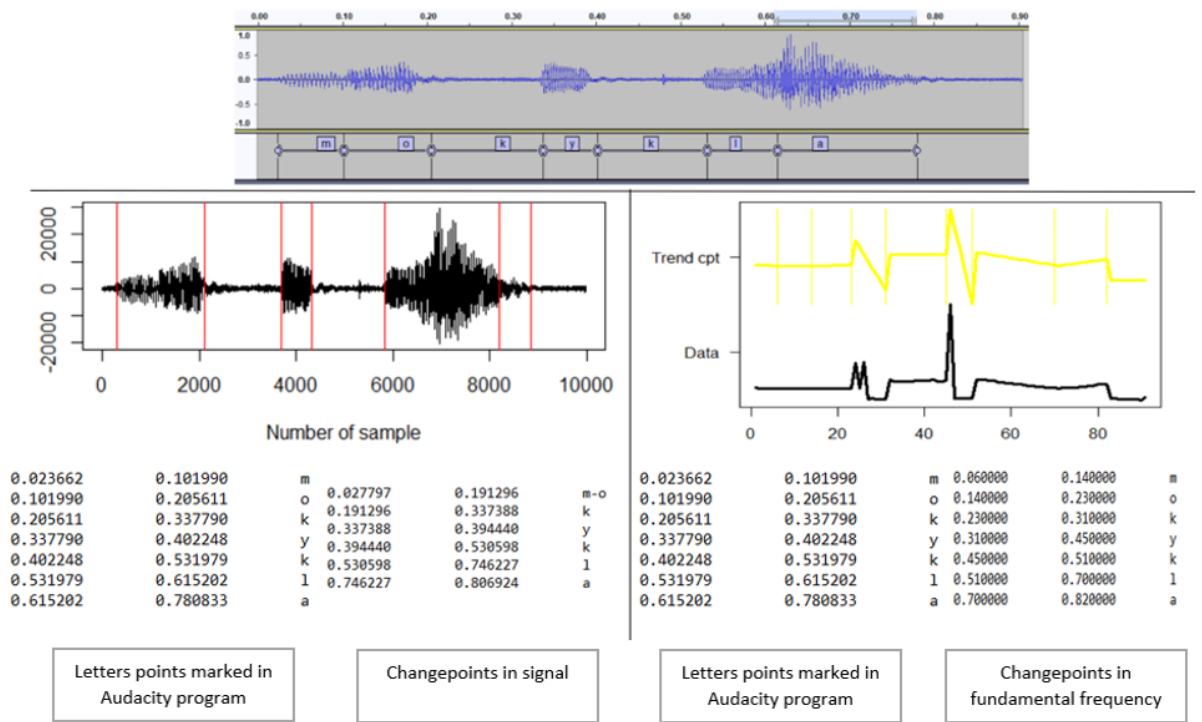 0.00 0.10 0.20 0.30 0.40 0.50 0.60 0.70 0.80 0.90
1.0
0.5
0.0
-0.5
-1.0
m o k y k l a
20000
0
-20000
0 2000 4000 6000 8000 10000
Number of sample
Trend cpt
Data
0 20 40 60 80
0.023662 0.101990 m
0.101990 0.205611 o
0.205611 0.337790 k
0.337790 0.402248 y
0.402248 0.531979 k
0.531979 0.615202 l
0.615202 0.780833 a
0.027797 0.191296 m-o
0.191296 0.337388 k
0.337388 0.394440 y
0.394440 0.530598 k
0.530598 0.746227 l
0.746227 0.806924 a
0.023662 0.101990 m
0.101990 0.205611 o
0.205611 0.337790 k
0.337790 0.402248 y
0.402248 0.531979 k
0.531979 0.615202 l
0.615202 0.780833 a
0.060000 0.140000 m
0.140000 0.230000 o
0.230000 0.310000 k
0.310000 0.450000 y
0.450000 0.510000 k
0.510000 0.700000 l
0.700000 0.820000 a
Letters points marked in
Audacity program
Changepoints in signal
Letters points marked in
Audacity program
Changepoints in
fundamental frequency